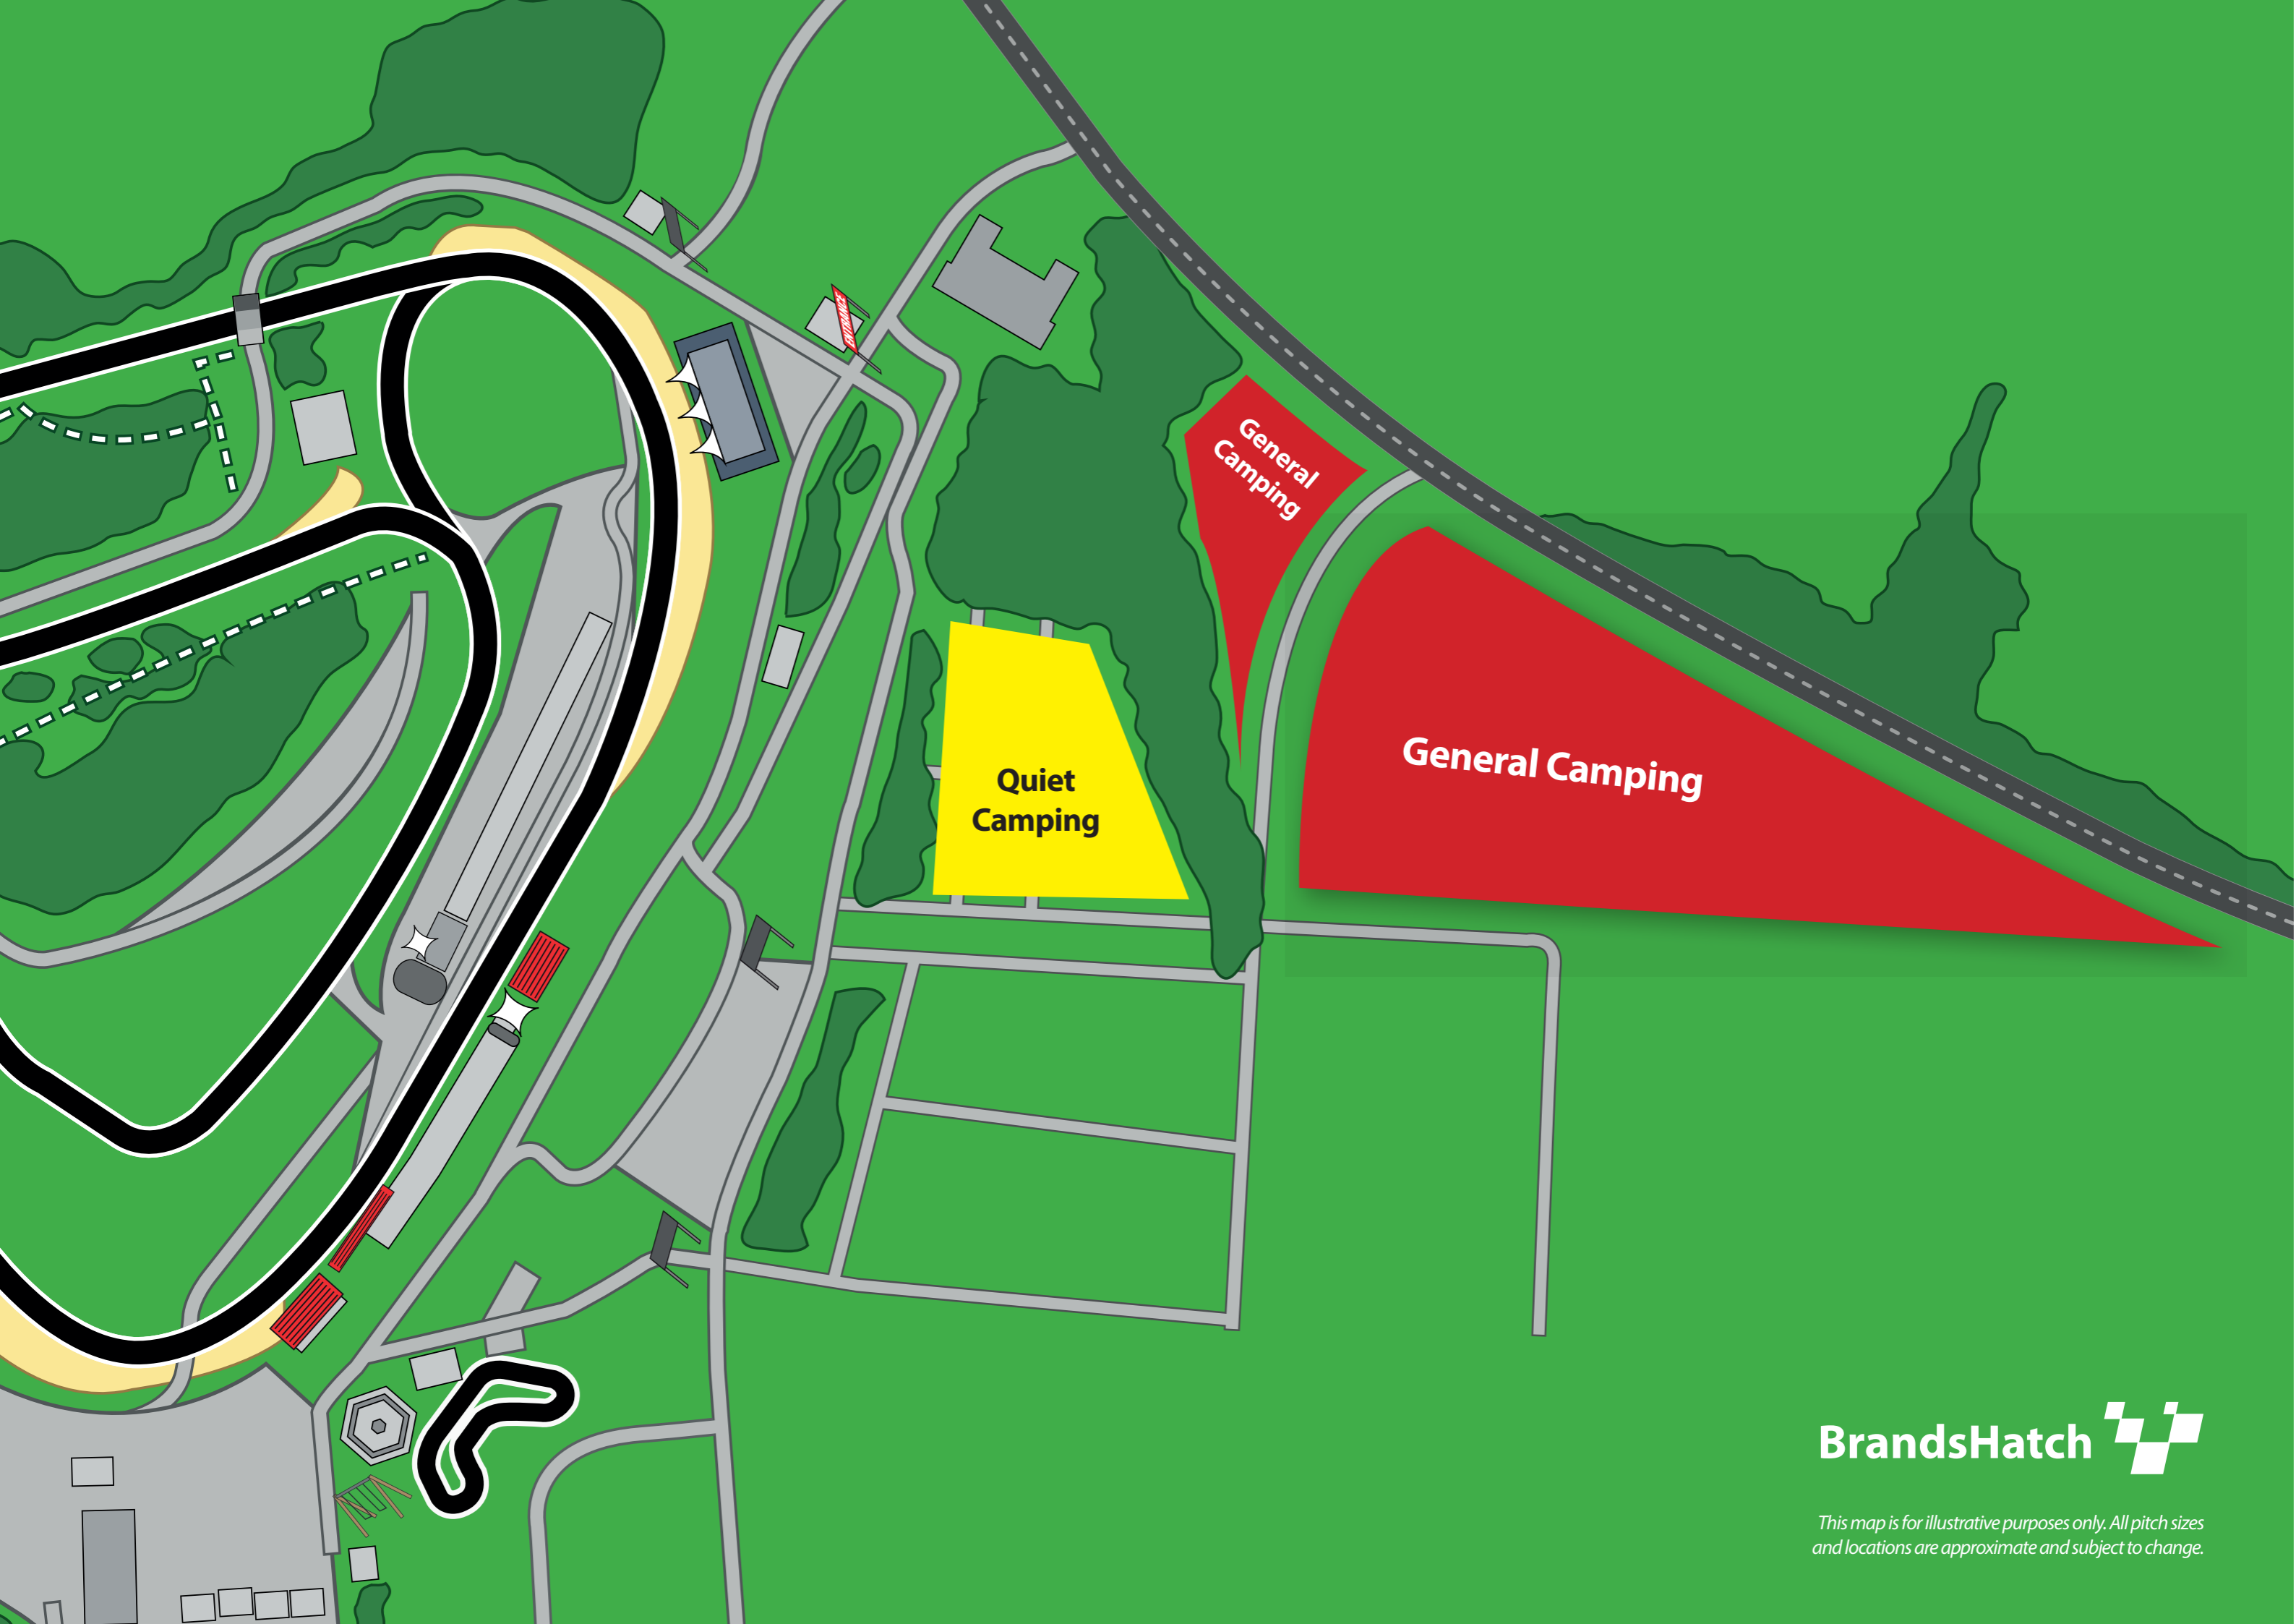 ENTRANCE
General
Camping
General Camping
Quiet
Camping
BrandsHatch
This map is for illustrative purposes only. All pitch sizes
and locations are approximate and subject to change.